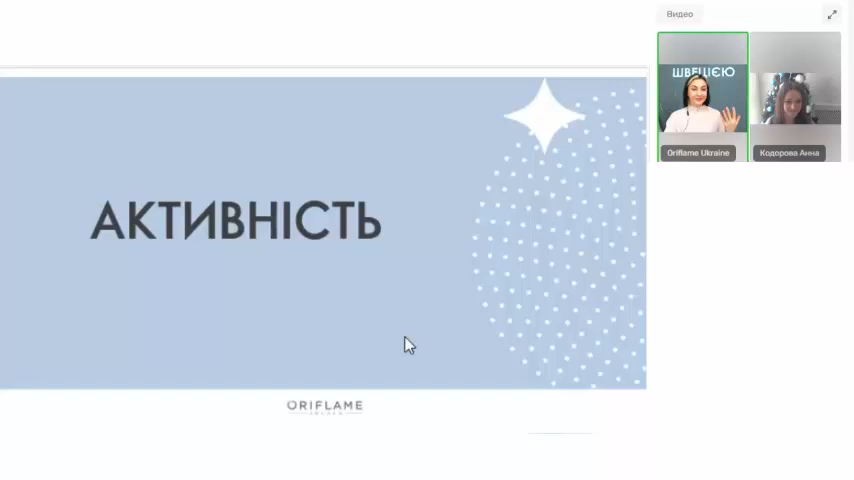 Видео
ШВЕЦІЄЮ
Oriflame Ukraine
Кодорова Анна
АКТИВНІСТЬ
ORIFLAME